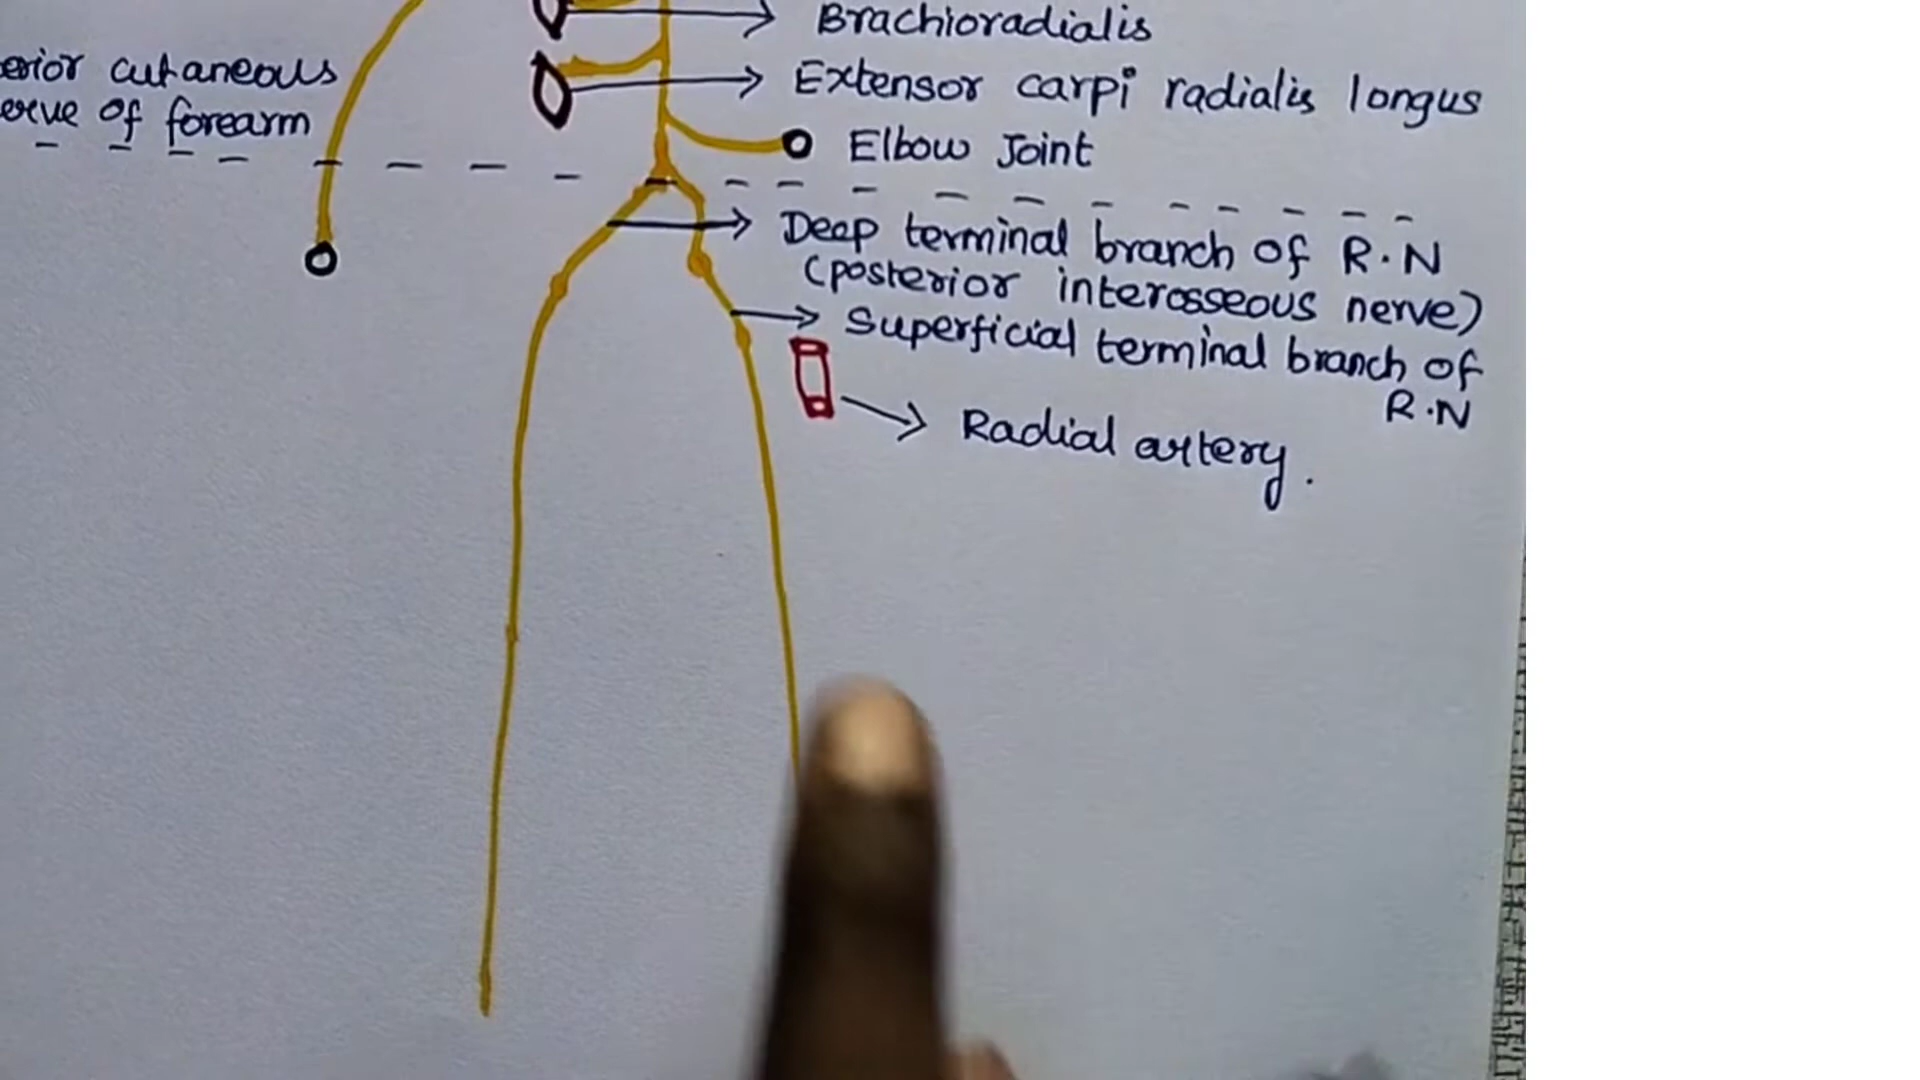 Brachioradialis
Extensor carpi radialis longus
erior cutaneous
erve of forearm
Elbow Joint
Deep terminal branch of R.N
(posterior interosseous nerve)
Superficial terminal branch of
R.N
Radial artery.